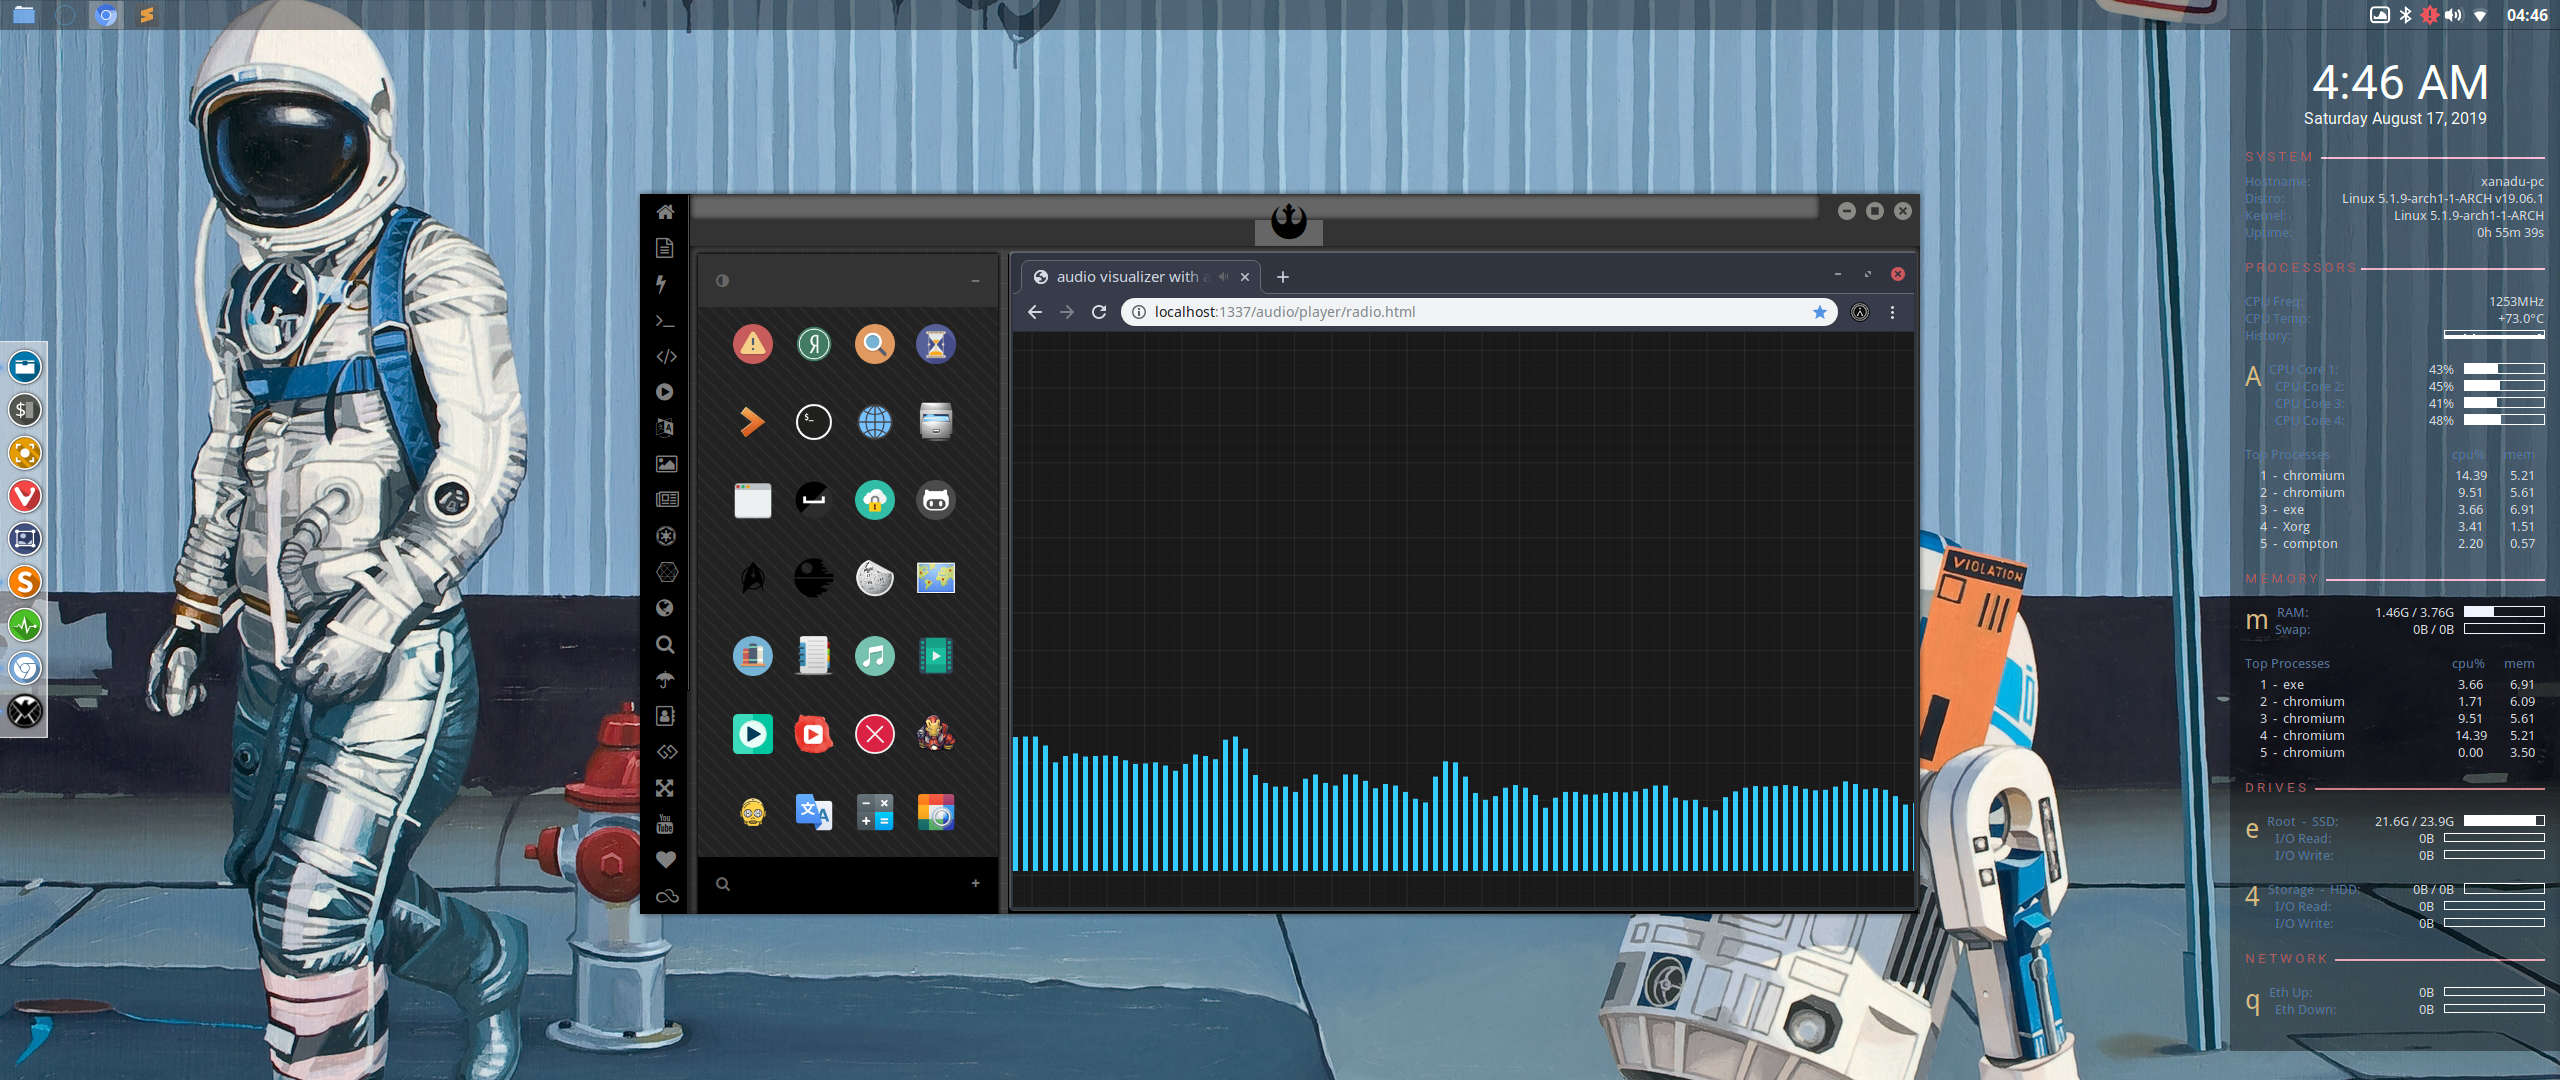 04:46
4:46 AM
Saturday August 17, 2019
SYSTEM
Hostname: xanadu-pc
Distro: Linux 5.1.9-arch1-1-ARCH v19.06.1
Kernel: Linux 5.1.9-arch1-1-ARCH
Uptime: 0h 55m 39s
PROCESSORS
CPU Freq: 1253MHz
CPU Temp: +73.0°C
History:
A CPU Core 1: 43%
CPU Core 2: 45%
CPU Core 3: 41%
CPU Core 4: 48%
Top Processes cpu% mem
1 - chromium 14.39 5.21
2 - chromium 9.51 5.61
3 - exe 3.66 6.91
4 - Xorg 3.41 1.51
5 - compton 2.20 0.57
MEMORY
m RAM: 1.46G / 3.76G
Swap: 0B / 0B
Top Processes cpu% mem
1 - exe 3.66 6.91
2 - chromium 1.71 6.09
3 - chromium 9.51 5.61
4 - chromium 14.39 5.21
5 - chromium 0.00 3.50
DRIVES
e Root - SSD: 21.6G / 23.9G
I/O Read: 0B
I/O Write: 0B
4 Storage - HDD: 0B / 0B
I/O Read: 0B
I/O Write: 0B
NETWORK
q Eth Up: 0B
Eth Down: 0B
audio visualizer with a
localhost:1337/audio/player/radio.html
VIOLATION
You
Tube